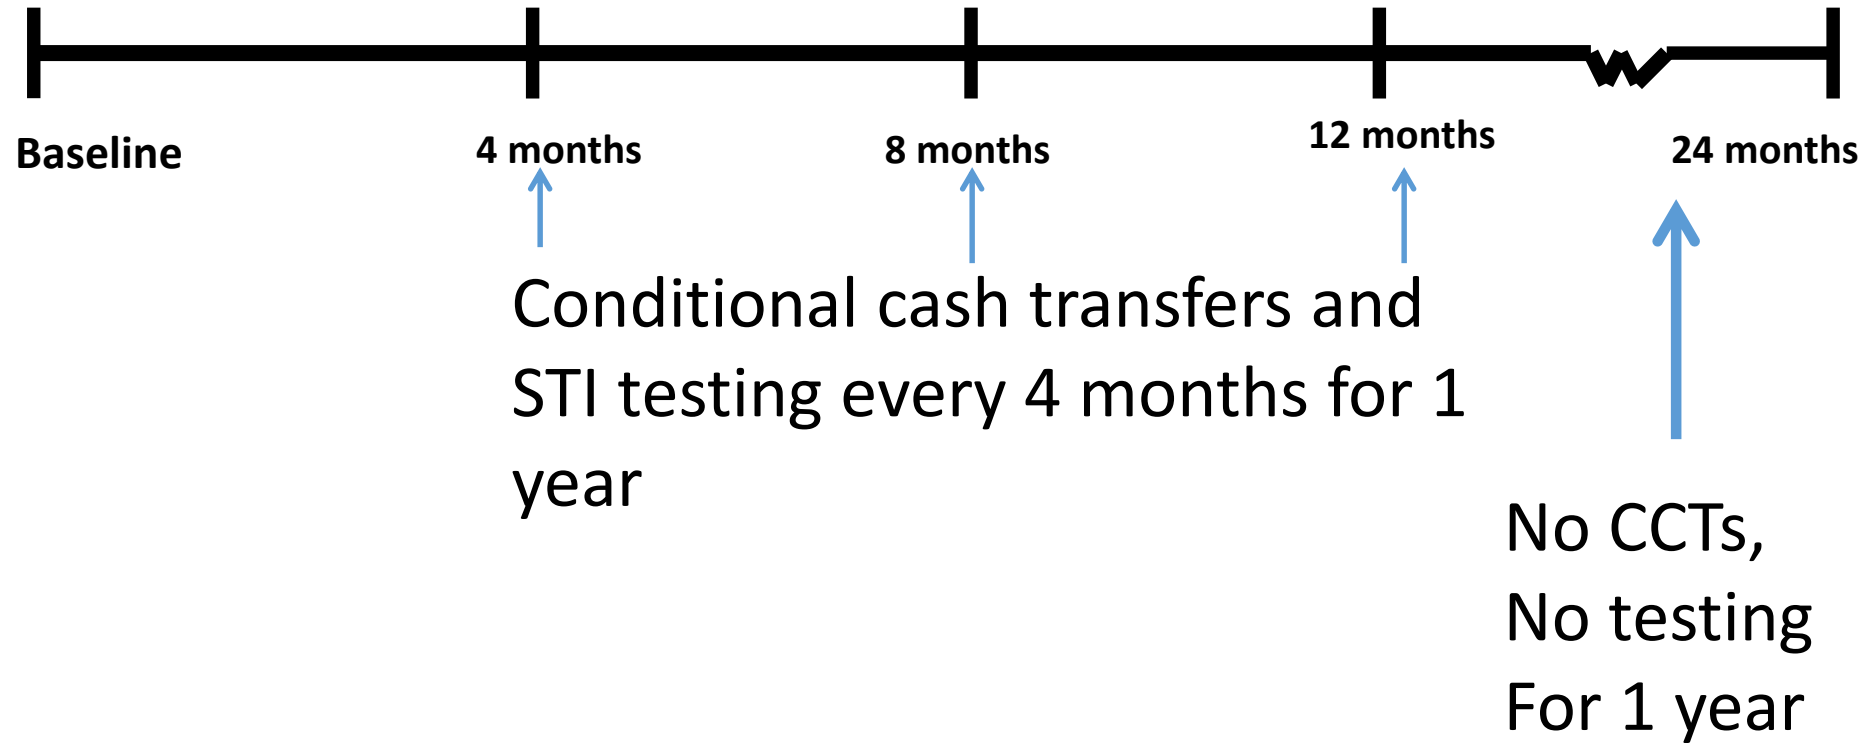 Baseline
4 months
8 months
12 months
24 months
Conditional cash transfers and
STI testing every 4 months for 1
year
No CCTs,
No testing
For 1 year